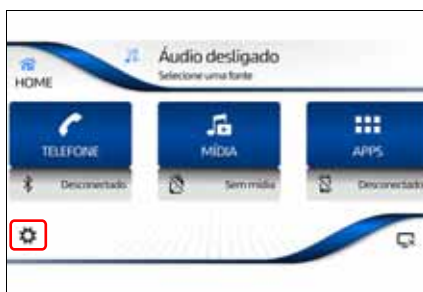 Áudio desligado
Selecione uma fonte
HOME
TELEFONE
MÍDIA
APPS
Desconectado
Sem mídia
Desconectado